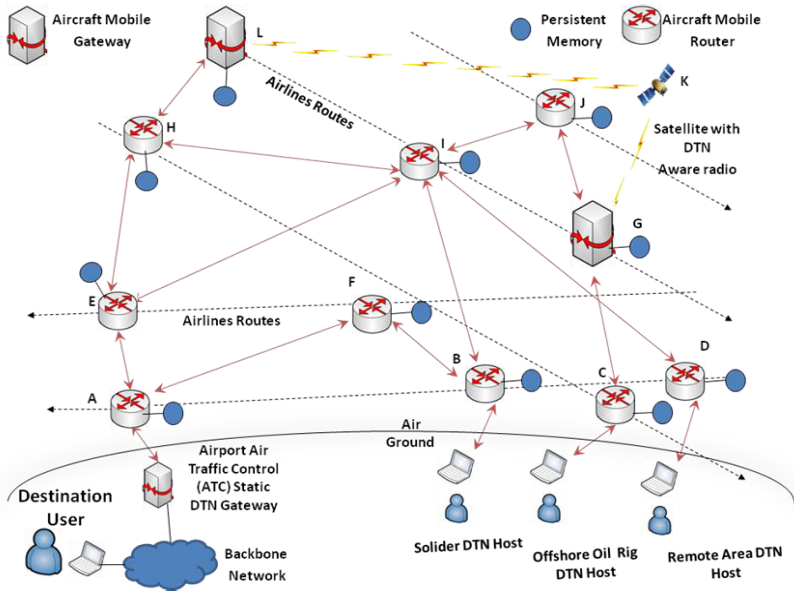 Aircraft Mobile
Gateway
L
Persistent
Memory
Aircraft Mobile
Router
K
Airlines Routes
J
H
I
Satellite with
DTN
Aware radio
G
E
F
Airlines Routes
B
D
A
C
Air
Ground
Airport Air
Traffic Control
(ATC) Static
DTN Gateway
Destination
User
Backbone
Network
Solider DTN Host
Offshore Oil Rig
DTN Host
Remote Area DTN
Host